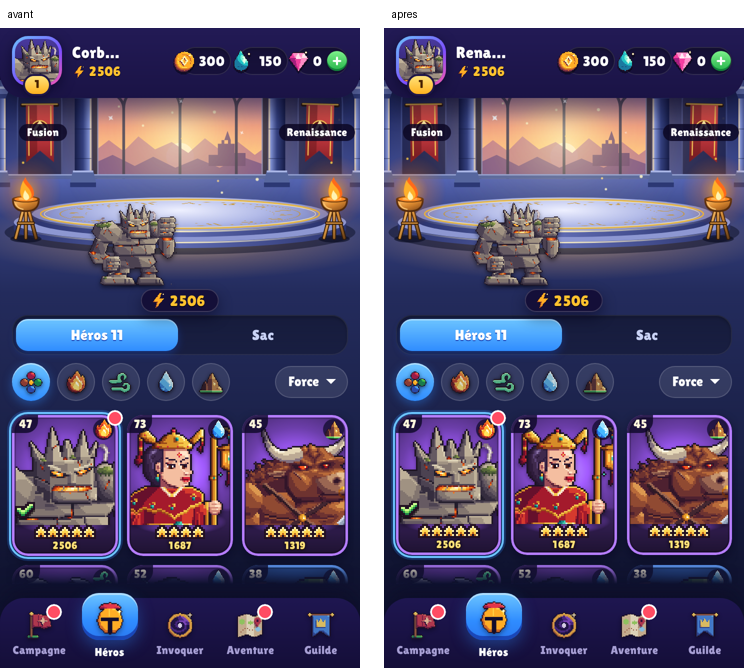 avant
Corb...
2506
1
300
150
0
Fusion
Renaissance
2506
Héros 11
Sac
Force
47
73
45
2506
1687
1319
60
52
38
Campagne
Héros
Invoquer
Aventure
Guilde
apres
Rena...
2506
1
300
150
0
Fusion
Renaissance
2506
Héros 11
Sac
Force
47
73
45
2506
1687
1319
60
52
38
Campagne
Héros
Invoquer
Aventure
Guilde